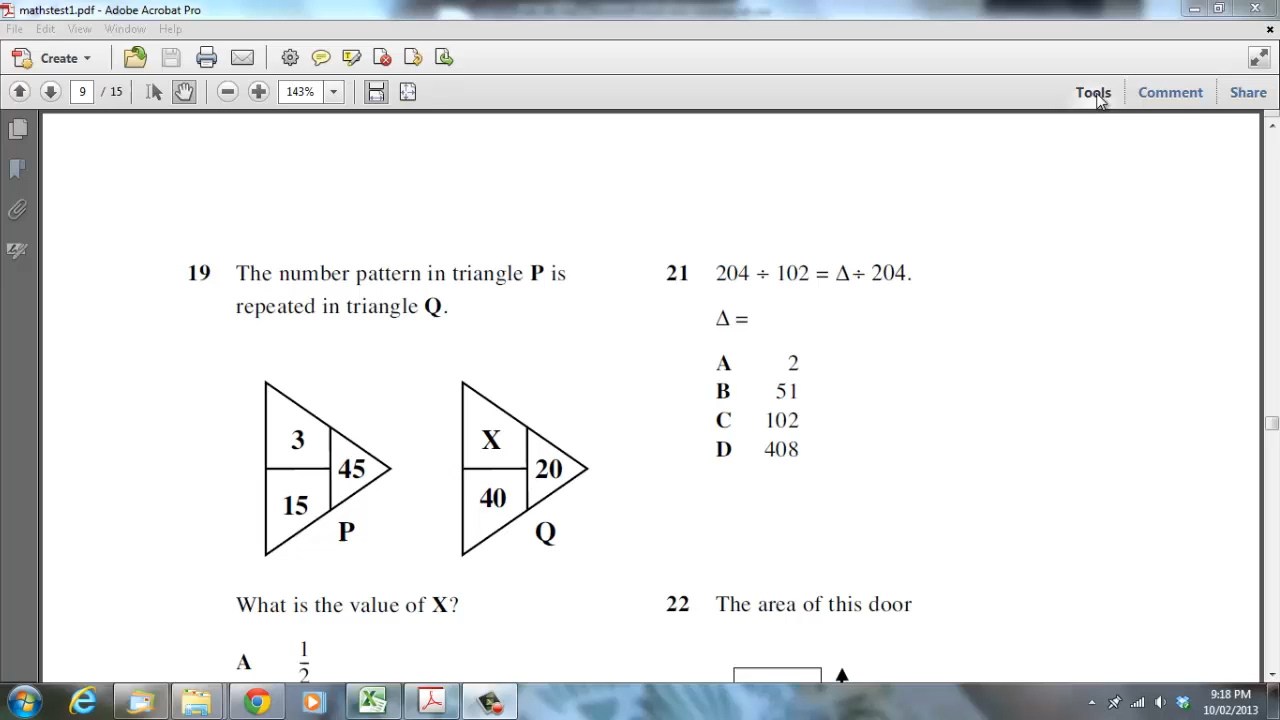 mathstest1.pdf - Adobe Acrobat Pro
File Edit View Window Help
Create
9 / 15 143% Tools Comment Share
19 The number pattern in triangle P is
repeated in triangle Q.
3
45
15
P
X
20
40
Q
What is the value of X?
A 1
2
21 204 ÷ 102 = Δ ÷ 204.
Δ =
A 2
B 51
C 102
D 408
22 The area of this door
9:18 PM
10/02/2013